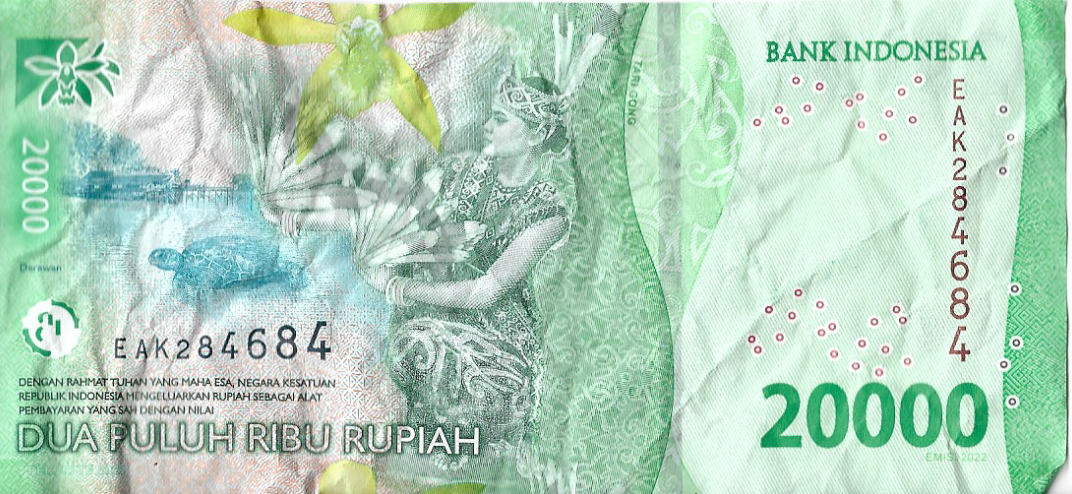 BANK INDONESIA
TARI GONG
EAK284684
20000
Derawan
EAK284684
DENGAN RAHMAT TUHAN YANG MAHA ESA, NEGARA KESATUAN
REPUBLIK INDONESIA MENGELUARKAN RUPIAH SEBAGAI ALAT
PEMBAYARAN YANG SAH DENGAN NILAI
DUA PULUH RIBU RUPIAH
20000
EMISI 2022